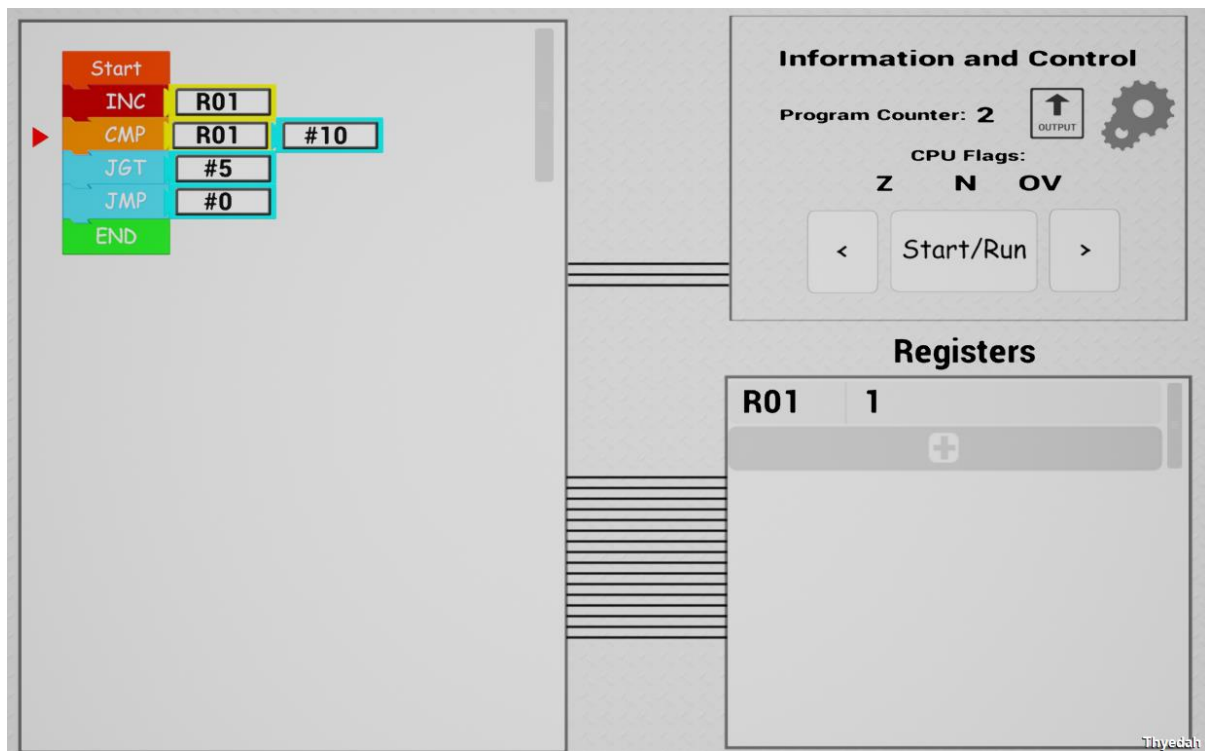 Start
INC R01
CMP R01 #10
JGT #5
JMP #0
END
Information and Control
Program Counter: 2
OUTPUT
CPU Flags:
Z N OV
< Start/Run >
Registers
R01 1
Thyedah